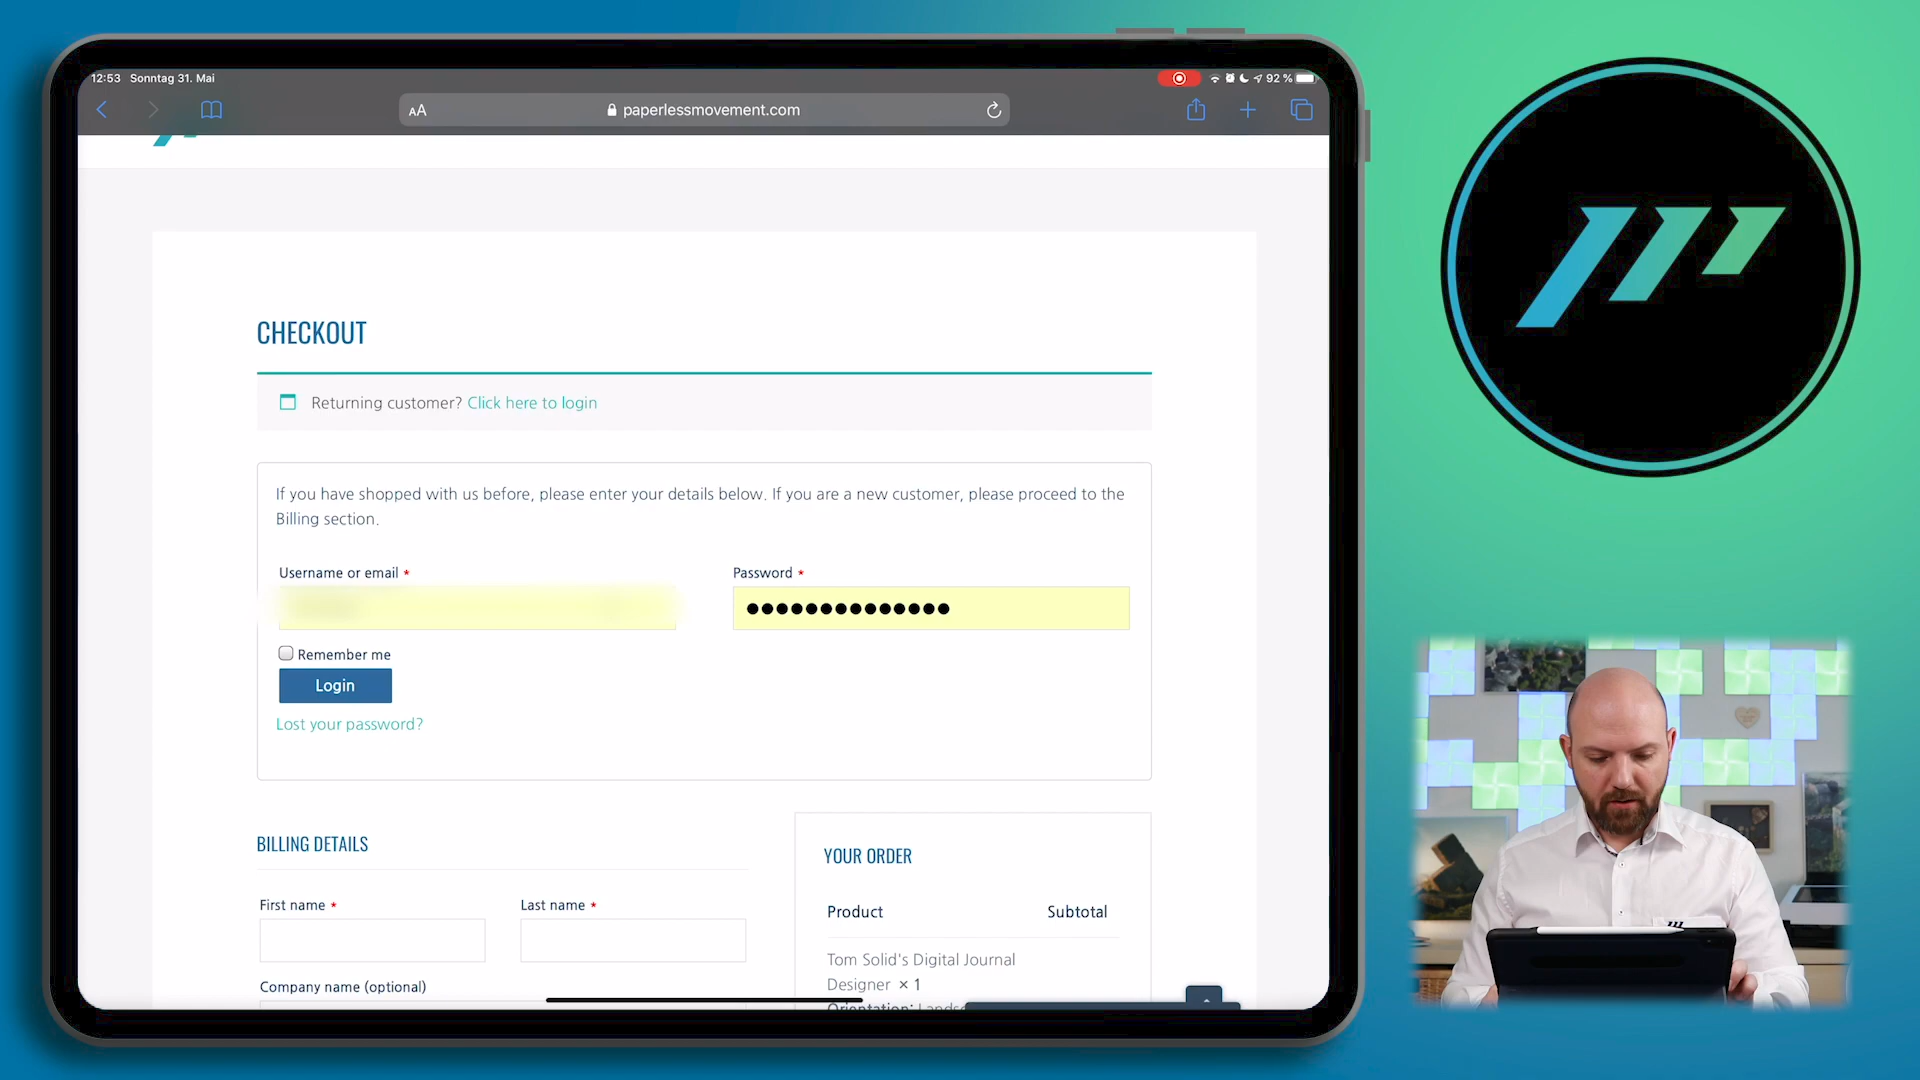 12:53 Sonntag 31. Mai
92 %
AA
paperlessmovement.com
CHECKOUT
Returning customer? Click here to login
If you have shopped with us before, please enter your details below. If you are a new customer, please proceed to the
Billing section.
Username or email *
Password *
Remember me
Login
Lost your password?
BILLING DETAILS
YOUR ORDER
First name *
Last name *
Product
Subtotal
Tom Solid's Digital Journal
Designer × 1
Company name (optional)
Orientation: